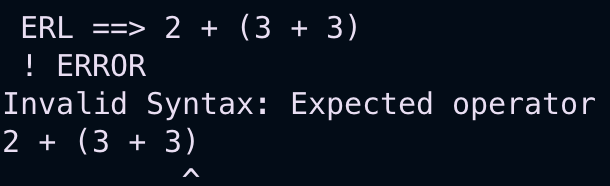 ERL ==> 2 + (3 + 3)
! ERROR
Invalid Syntax: Expected operator
2 + (3 + 3)
^